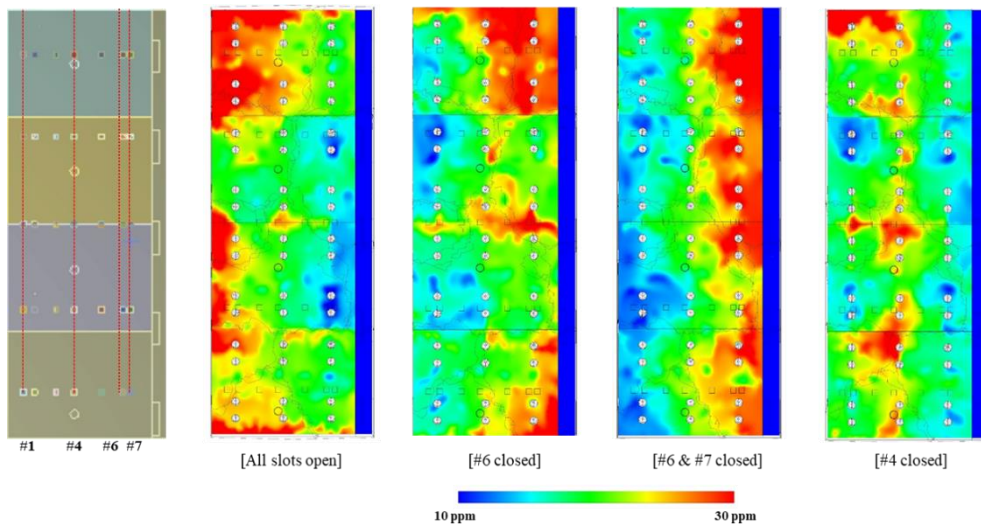 #1 #4 #6 #7
[All slots open] [#6 closed] [#6 & #7 closed] [#4 closed]
10 ppm 30 ppm